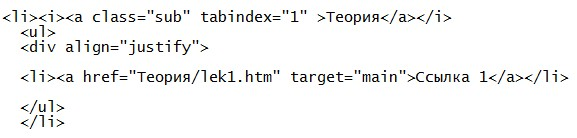 <li><i><a class="sub" tabindex="1" >Теория</a></i>
<ul>
<div align="justify">
<li><a href="Теория/lek1.htm" target="main">Ссылка 1</a></li>
</ul>
</li>